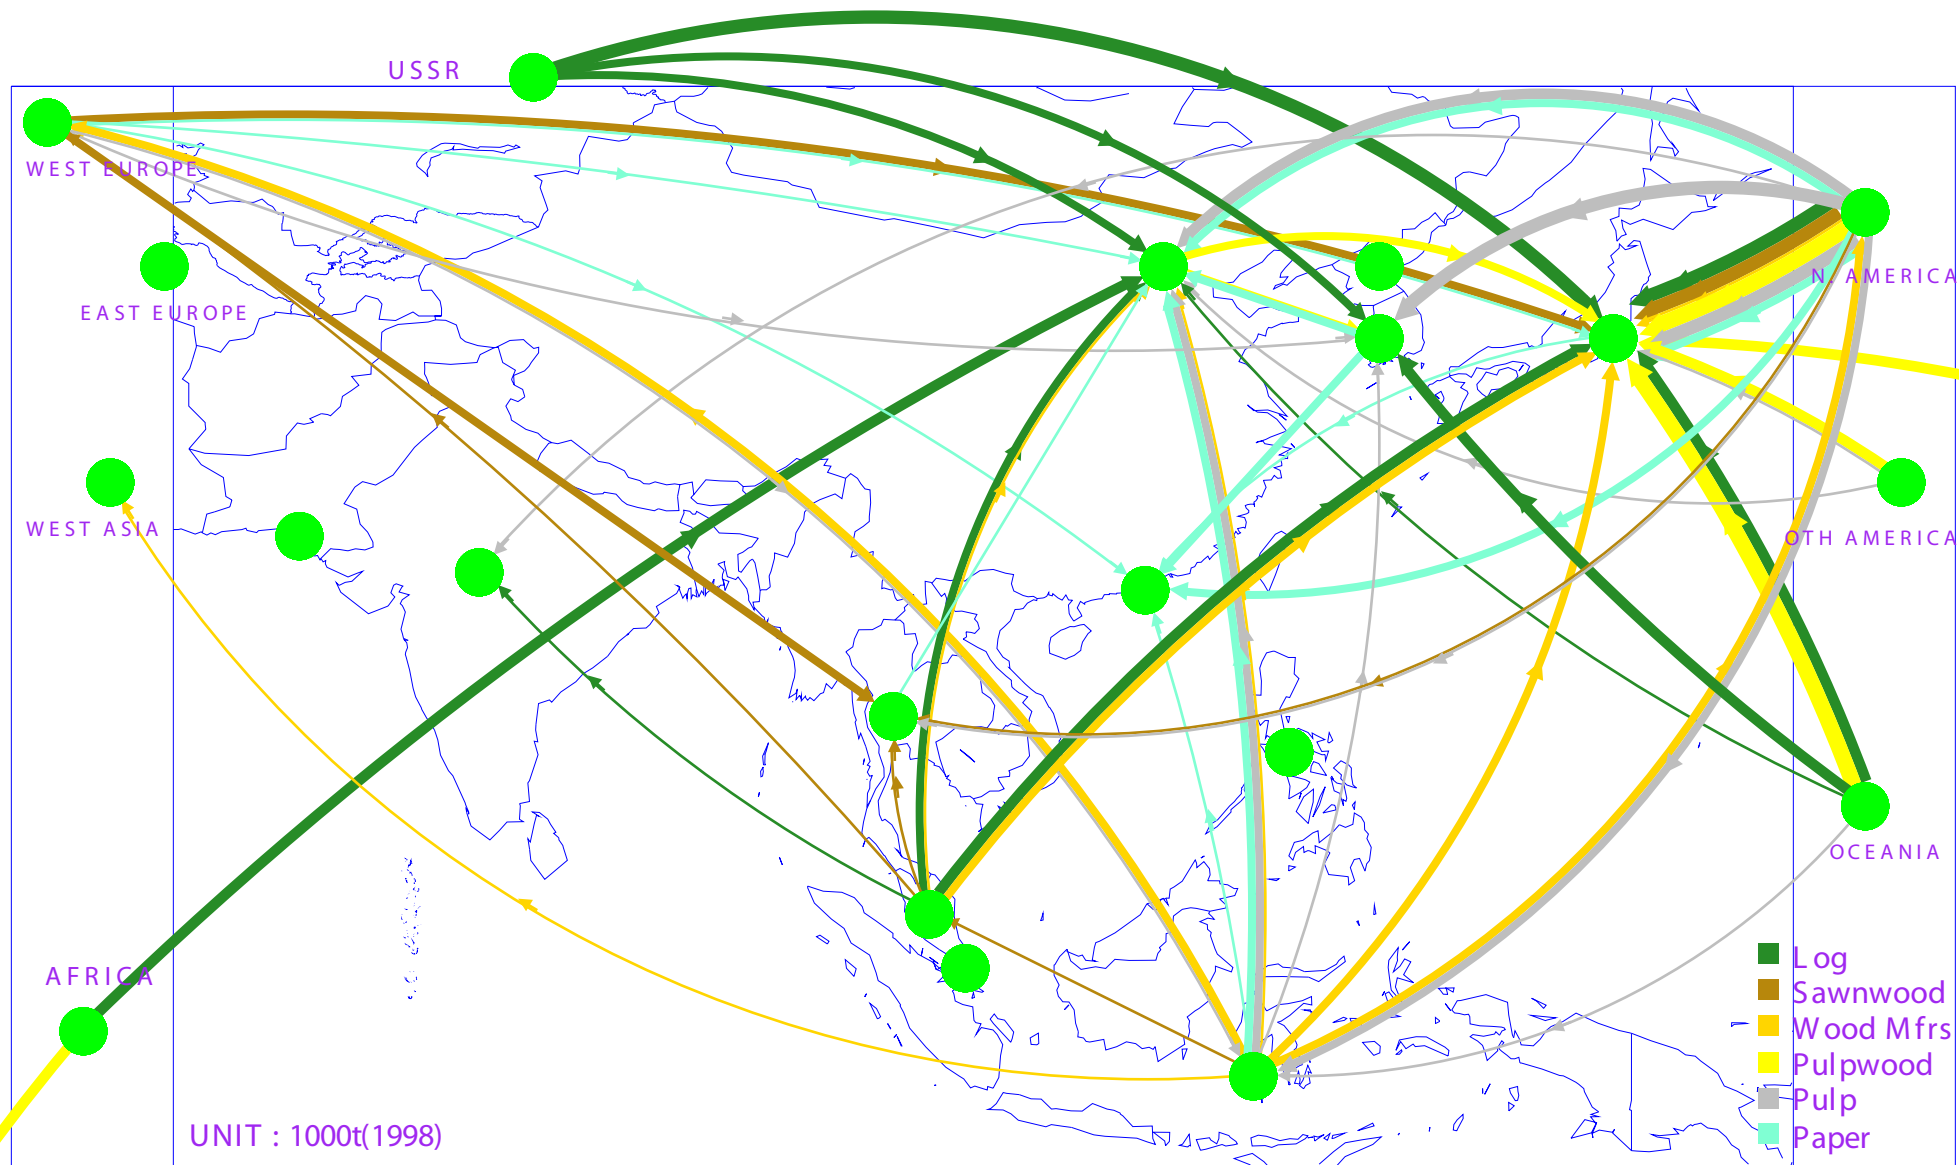 USSR
WEST EUROPE
N. AMERICA
EAST EUROPE
WEST ASIA
OTH AMERICA
OCEANIA
AFRICA
Log
Sawnwood
Wood Mfrs
Pulpwood
Pulp
Paper
UNIT : 1000t(1998)